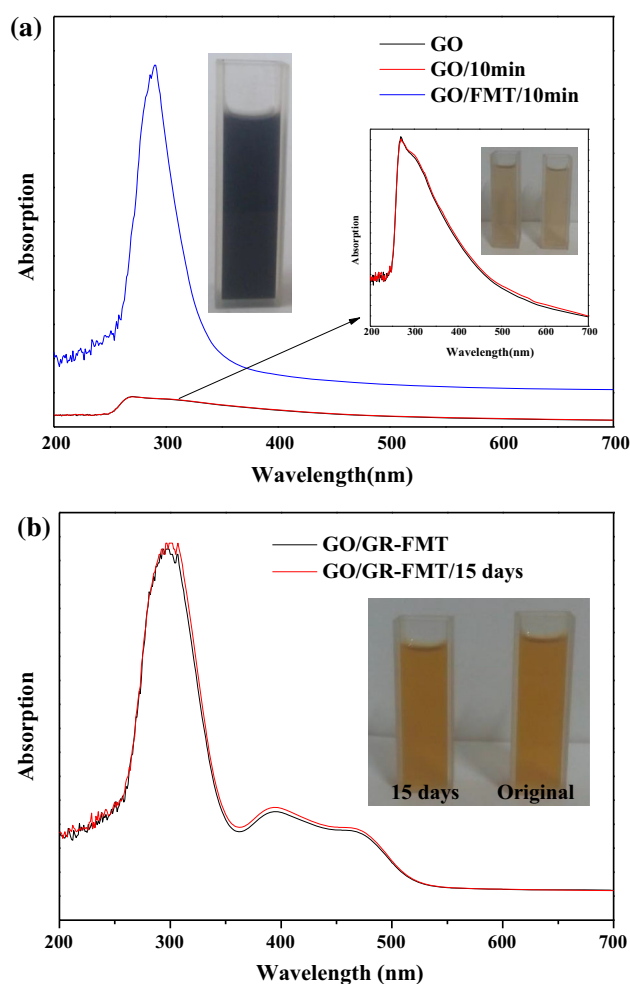 (a)
GO
GO/10min
GO/FMT/10min
Absorption
Absorption
200 300 400 500 600 700
Wavelength(nm)
200 300 400 500 600 700
Wavelength(nm)
(b)
GO/GR-FMT
GO/GR-FMT/15 days
Absorption
15 days Original
200 300 400 500 600 700
Wavelength (nm)